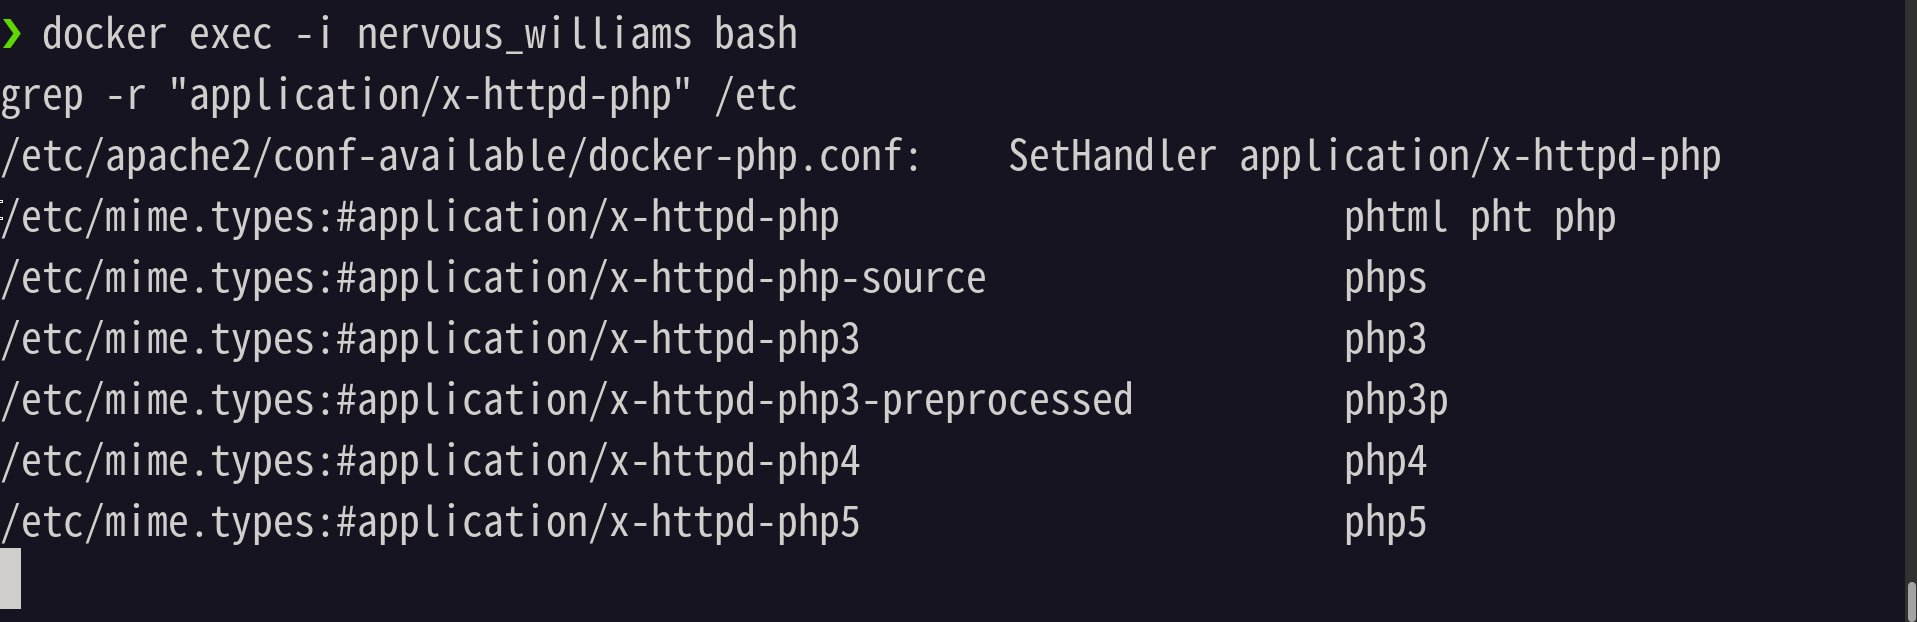 ❯ docker exec -i nervous_williams bash
grep -r "application/x-httpd-php" /etc
/etc/apache2/conf-available/docker-php.conf:    SetHandler application/x-httpd-php
/etc/mime.types:#application/x-httpd-php                        phtml pht php
/etc/mime.types:#application/x-httpd-php-source                 phps
/etc/mime.types:#application/x-httpd-php3                       php3
/etc/mime.types:#application/x-httpd-php3-preprocessed          php3p
/etc/mime.types:#application/x-httpd-php4                       php4
/etc/mime.types:#application/x-httpd-php5                       php5